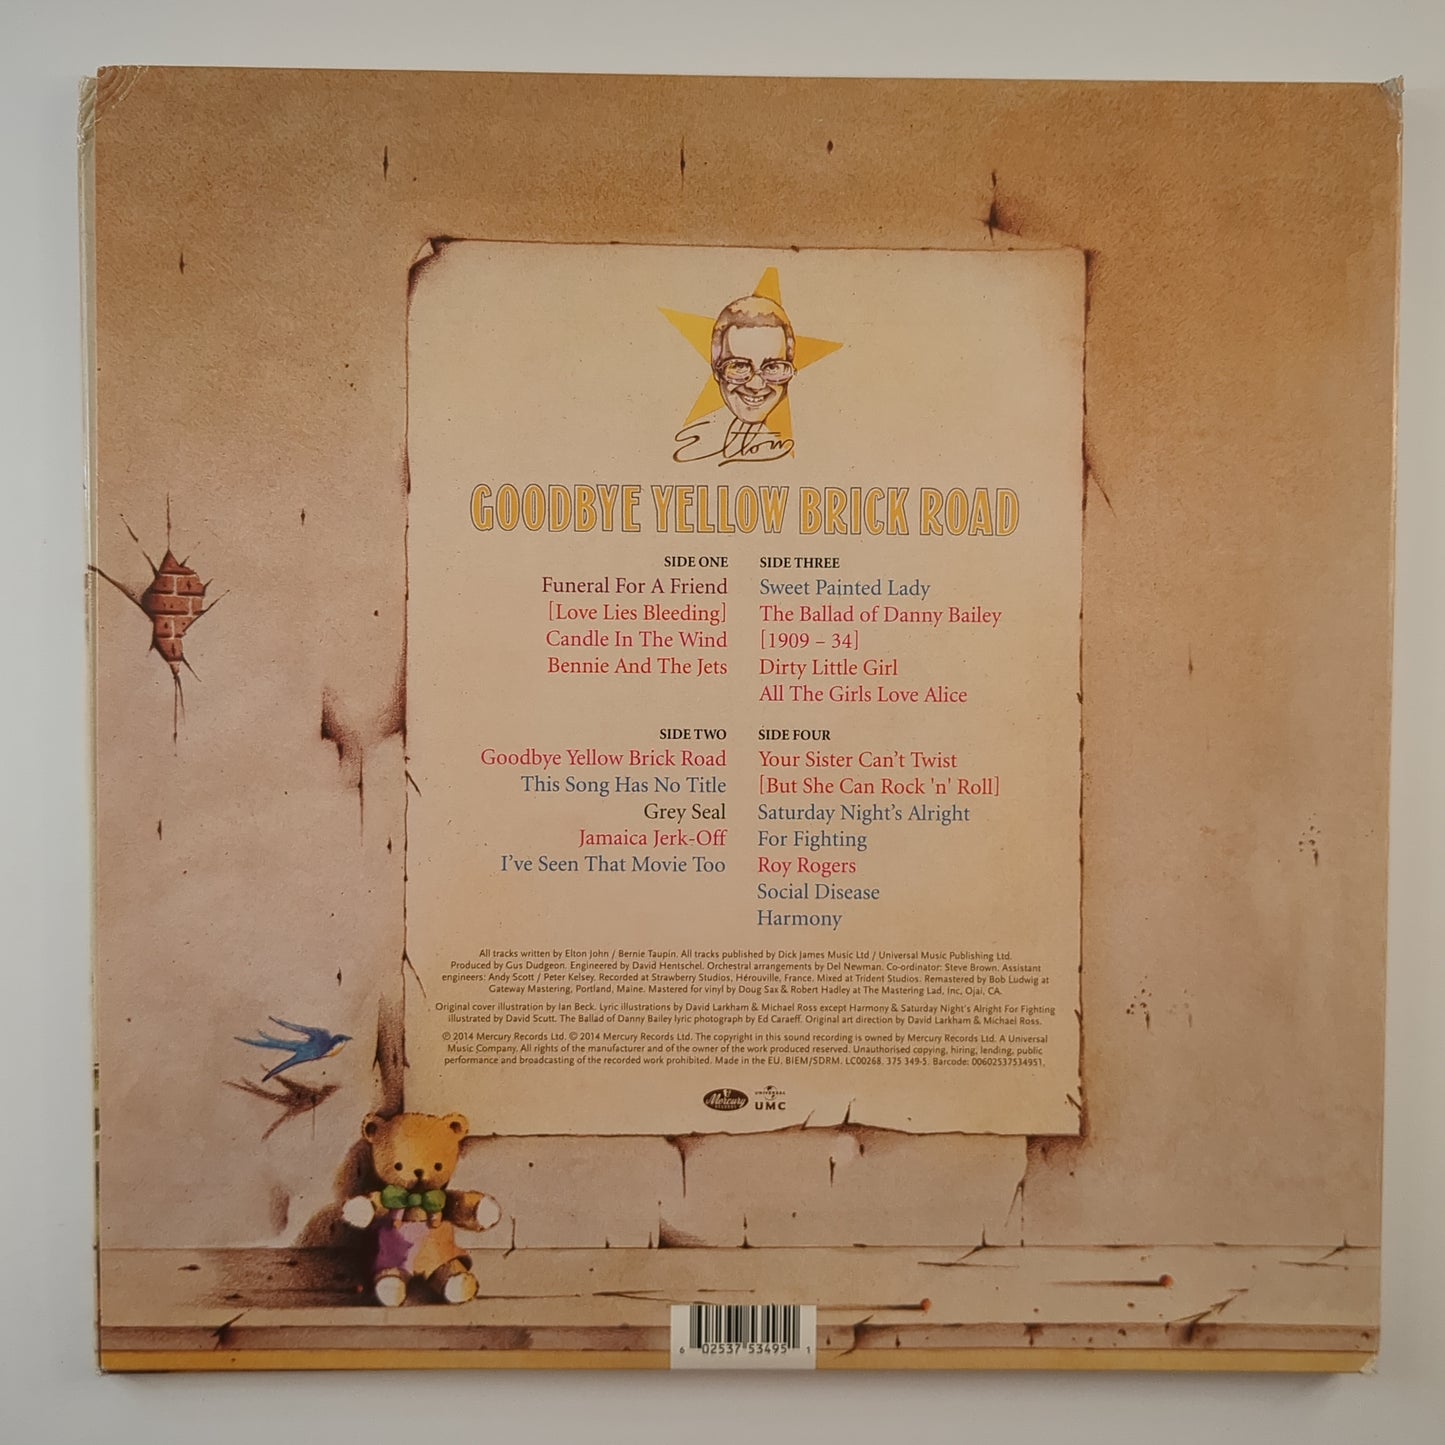 Elton
GOODBYE YELLOW BRICK ROAD
SIDE ONE
Funeral For A Friend
[Love Lies Bleeding]
Candle In The Wind
Bennie And The Jets
SIDE TWO
Goodbye Yellow Brick Road
This Song Has No Title
Grey Seal
Jamaica Jerk-Off
I've Seen That Movie Too
SIDE THREE
Sweet Painted Lady
The Ballad of Danny Bailey
[1909 – 34]
Dirty Little Girl
All The Girls Love Alice
SIDE FOUR
Your Sister Can't Twist
[But She Can Rock 'n' Roll]
Saturday Night's Alright
For Fighting
Roy Rogers
Social Disease
Harmony
All tracks written by Elton John / Bernie Taupin. All tracks published by Dick James Music Ltd / Universal Music Publishing Ltd.
Produced by Gus Dudgeon. Engineered by David Hentschel. Orchestral arrangements by Del Newman. Co-ordinator: Steve Brown. Assistant
engineers: Andy Scott / Peter Kelsey. Recorded at Strawberry Studios, Hérouville, France. Mixed at Trident Studios. Remastered by Bob Ludwig at
Gateway Mastering, Portland, Maine. Mastered for vinyl by Doug Sax & Robert Hadley at The Mastering Lad, Inc, Ojai, CA.
Original cover illustration by Ian Beck. Lyric illustrations by David Larkham & Michael Ross except Harmony & Saturday Night's Alright For Fighting
illustrated by David Scutt. The Ballad of Danny Bailey lyric photograph by Ed Caraeff. Original art direction by David Larkham & Michael Ross.
℗ 2014 Mercury Records Ltd. © 2014 Mercury Records Ltd. The copyright in this sound recording is owned by Mercury Records Ltd. A Universal
Music Company. All rights of the manufacturer and of the owner of the work produced reserved. Unauthorised copying, hiring, lending, public
performance and broadcasting of the recorded work prohibited. Made in the EU. BIEM/SDRM. LC00268. 375 349-5. Barcode: 00602537534951.
Mercury
RECORDS
UNIVERSAL
UMC
6 02537 53495 1